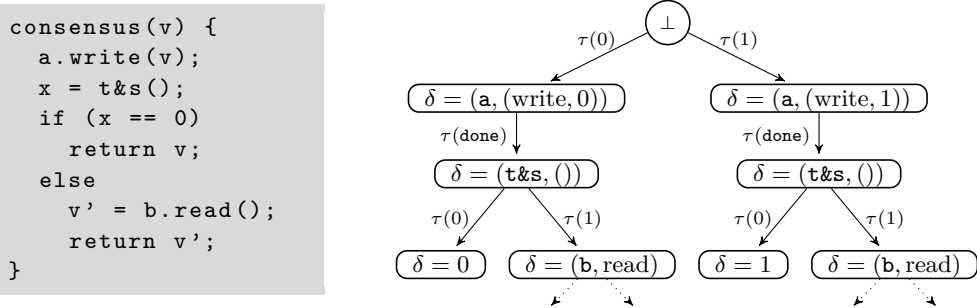 consensus(v) {
a.write(v);
x = t&s();
if (x == 0)
return v;
else
v' = b.read();
return v';
}
⊥
τ(0) τ(1)
δ = (a, (write, 0)) δ = (a, (write, 1))
τ(done) τ(done)
δ = (t&s, ()) δ = (t&s, ())
τ(0) τ(1) τ(0) τ(1)
δ = 0 δ = (b, read) δ = 1 δ = (b, read)